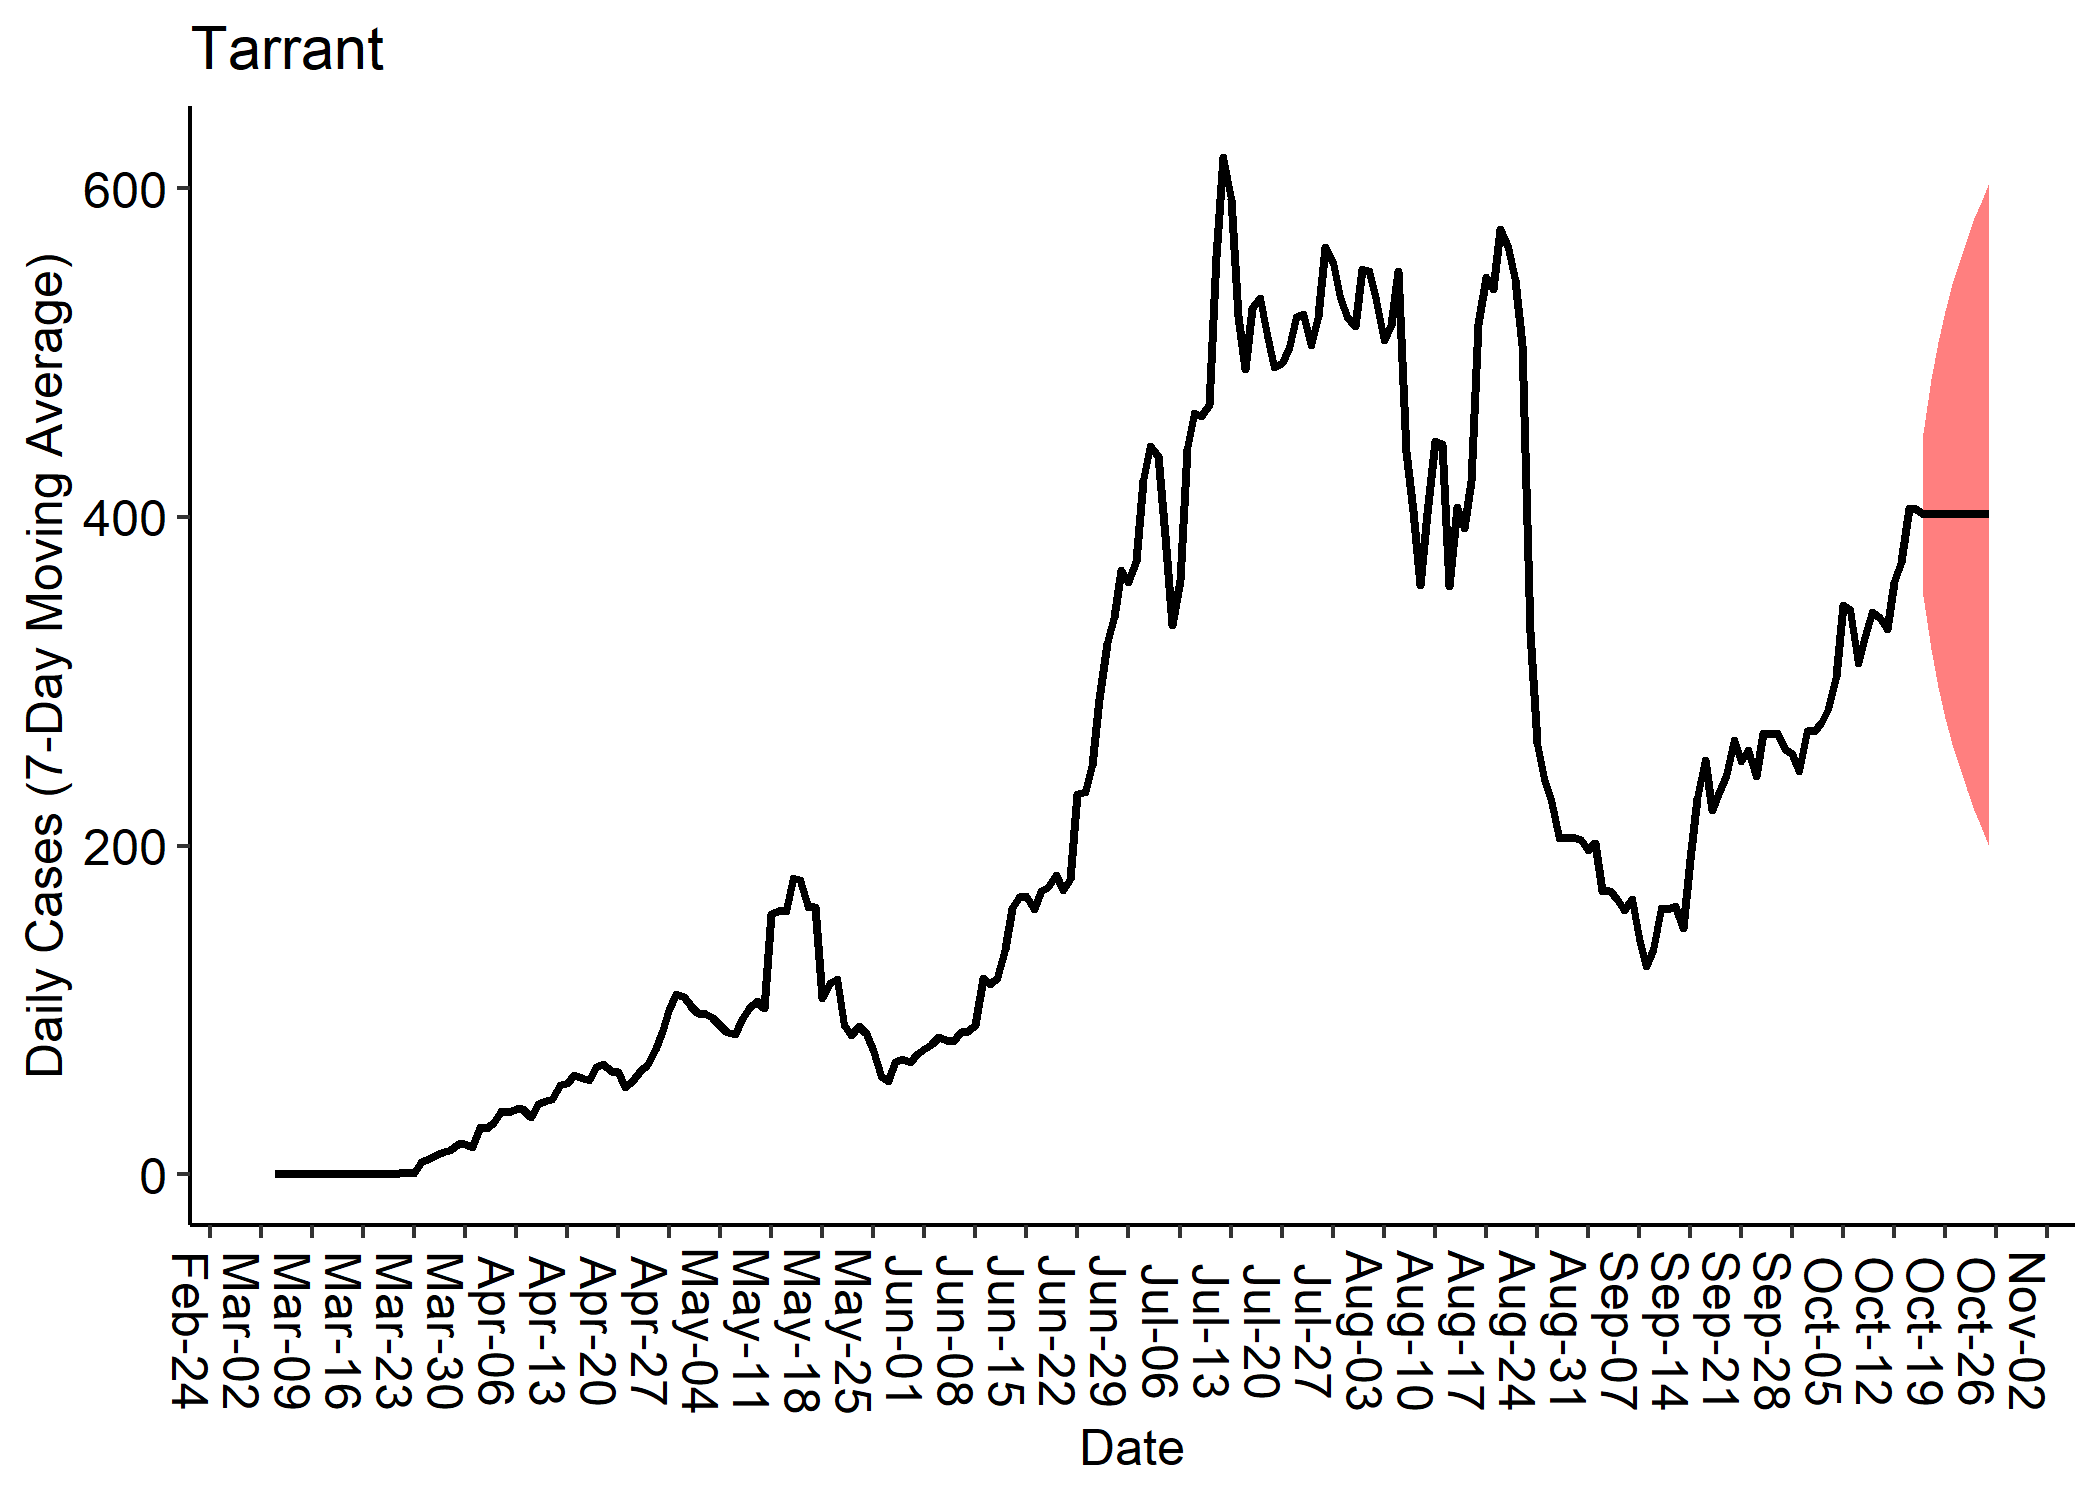 Tarrant
Daily Cases (7-Day Moving Average)
600
400
200
0
Feb-24
Mar-02
Mar-09
Mar-16
Mar-23
Mar-30
Apr-06
Apr-13
Apr-20
Apr-27
May-04
May-11
May-18
May-25
Jun-01
Jun-08
Jun-15
Jun-22
Jun-29
Jul-06
Jul-13
Jul-20
Jul-27
Aug-03
Aug-10
Aug-17
Aug-24
Aug-31
Sep-07
Sep-14
Sep-21
Sep-28
Oct-05
Oct-12
Oct-19
Oct-26
Nov-02
Date